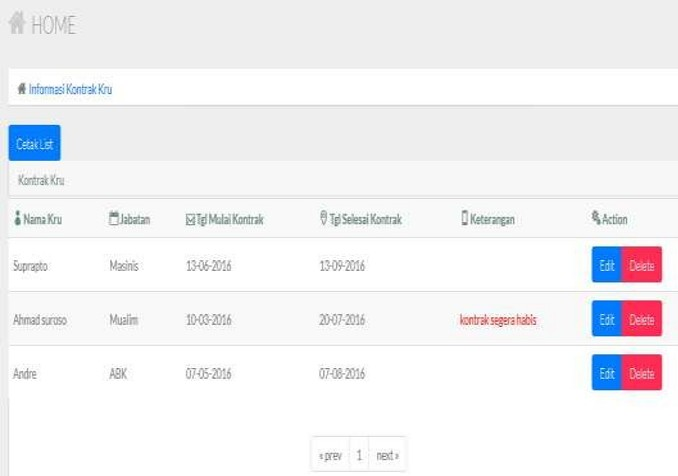 HOME
Informasi Kontrak Kru
Cetak List
Kontrak Kru
Nama Kru Jabatan Tgl Mulai Kontrak Tgl Selesai Kontrak Keterangan Action
Suprapto Masinis 13-06-2016 13-09-2016 Edit Delete
Ahmad suroso Mualim 10-03-2016 20-07-2016 kontrak segera habis Edit Delete
Andre ABK 07-05-2016 07-08-2016 Edit Delete
« prev 1 next »